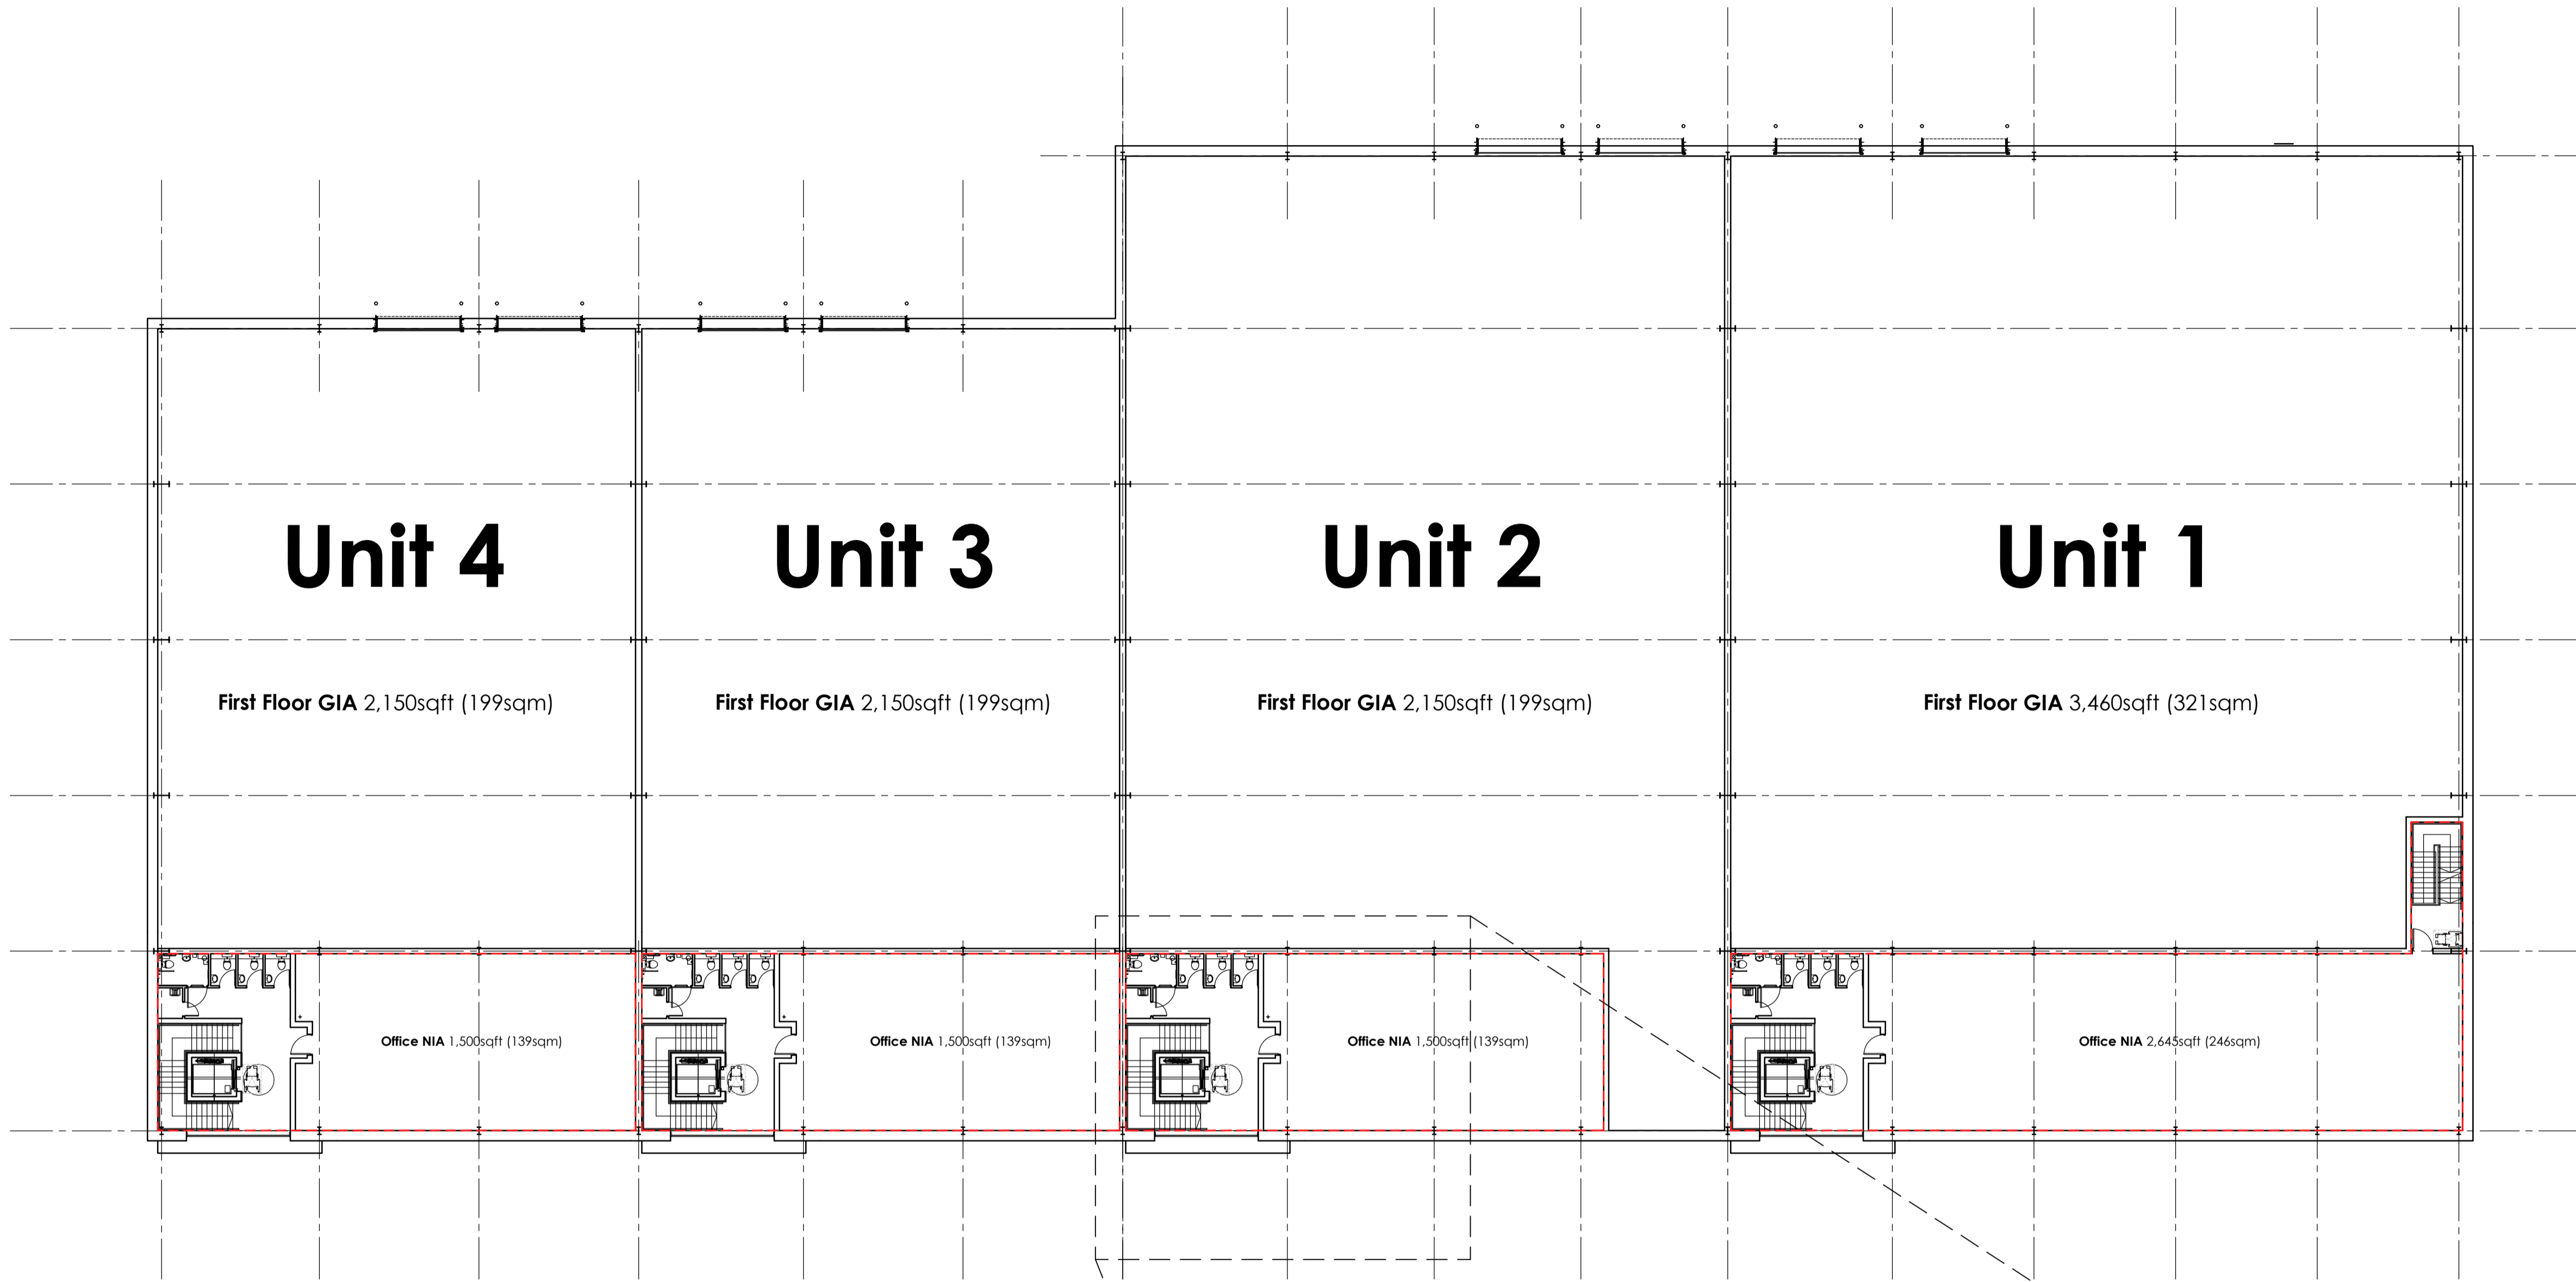 Unit 4
Unit 3
Unit 2
Unit 1
First Floor GIA 2,150sqft (199sqm)
First Floor GIA 2,150sqft (199sqm)
First Floor GIA 2,150sqft (199sqm)
First Floor GIA 3,460sqft (321sqm)
Office NIA 1,500sqft (139sqm)
Office NIA 1,500sqft (139sqm)
Office NIA 1,500sqft (139sqm)
Office NIA 2,645sqft (246sqm)